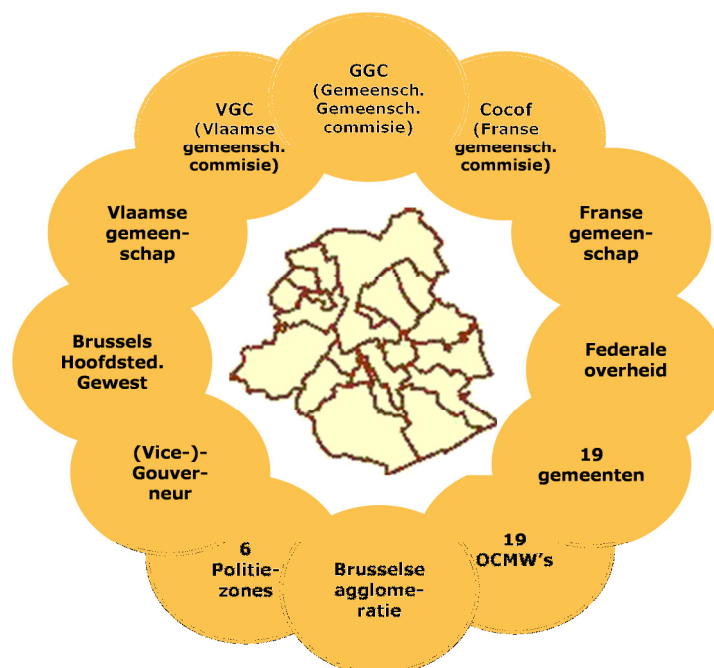 GGC
(Gemeensch.
Gemeensch.
commisie)
Cocof
(Franse
gemeensch.
commisie)
Franse
gemeen-
schap
Federale
overheid
19
gemeenten
19
OCMW's
Brusselse
agglome-
ratie
6
Politie-
zones
(Vice-)-
Gouver-
neur
Brussels
Hoofdsted.
Gewest
Vlaamse
gemeen-
schap
VGC
(Vlaamse
gemeensch.
commisie)